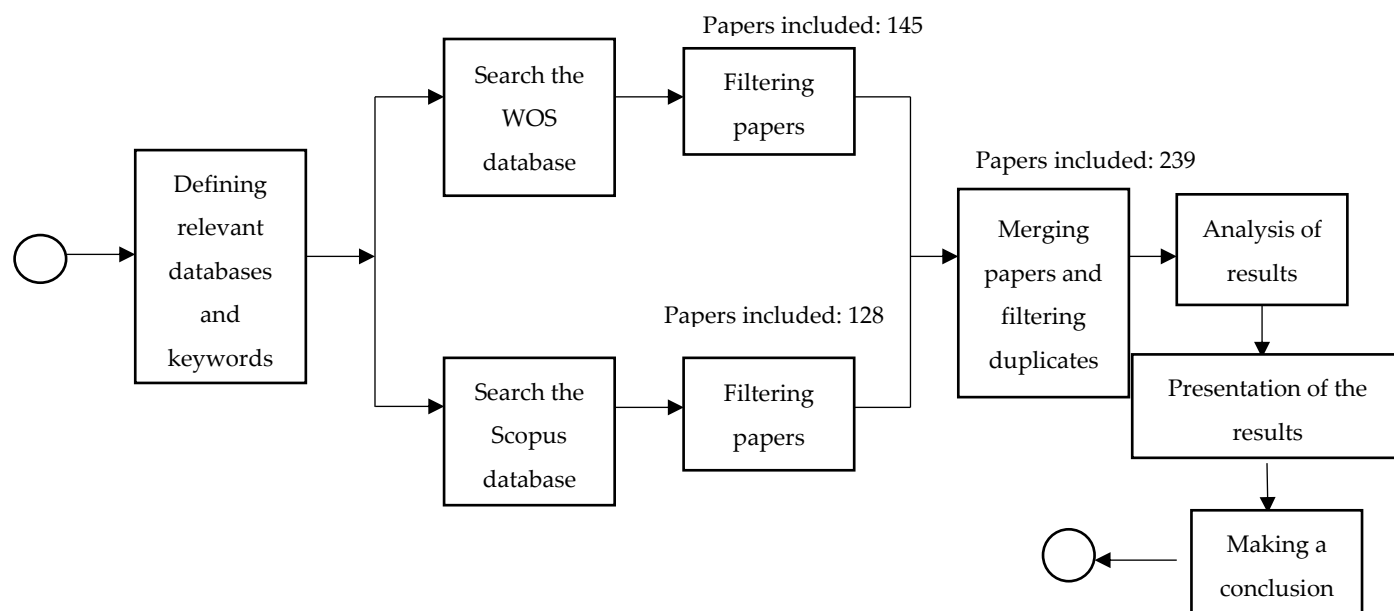 Defining
relevant
databases
and
keywords
Search the
WOS
database
Papers included: 145
Filtering
papers
Search the
Scopus
database
Papers included: 128
Filtering
papers
Papers included: 239
Merging
papers and
filtering
duplicates
Analysis of
results
Presentation of the
results
Making a
conclusion